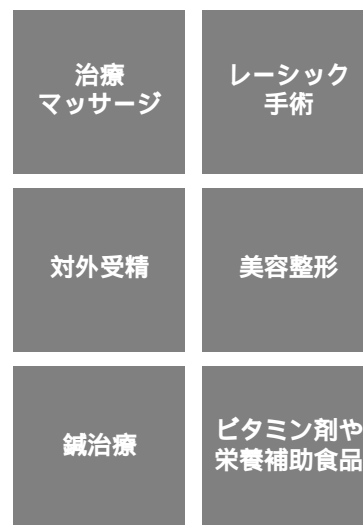 治療
マッサージ
レーシック
手術
対外受精
美容整形
鍼治療
ビタミン剤や
栄養補助食品